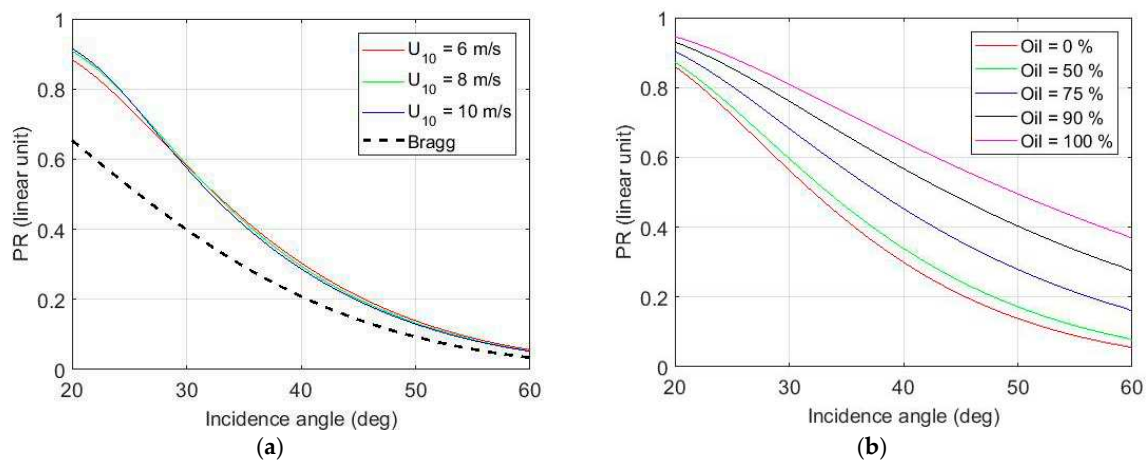 1
0.8
0.6
0.4
0.2
0
20
30
40
50
60
PR (linear unit)
Incidence angle (deg)
U10 = 6 m/s
U10 = 8 m/s
U10 = 10 m/s
Bragg
(a)
1
0.8
0.6
0.4
0.2
0
20
30
40
50
60
PR (linear unit)
Incidence angle (deg)
Oil = 0 %
Oil = 50 %
Oil = 75 %
Oil = 90 %
Oil = 100 %
(b)